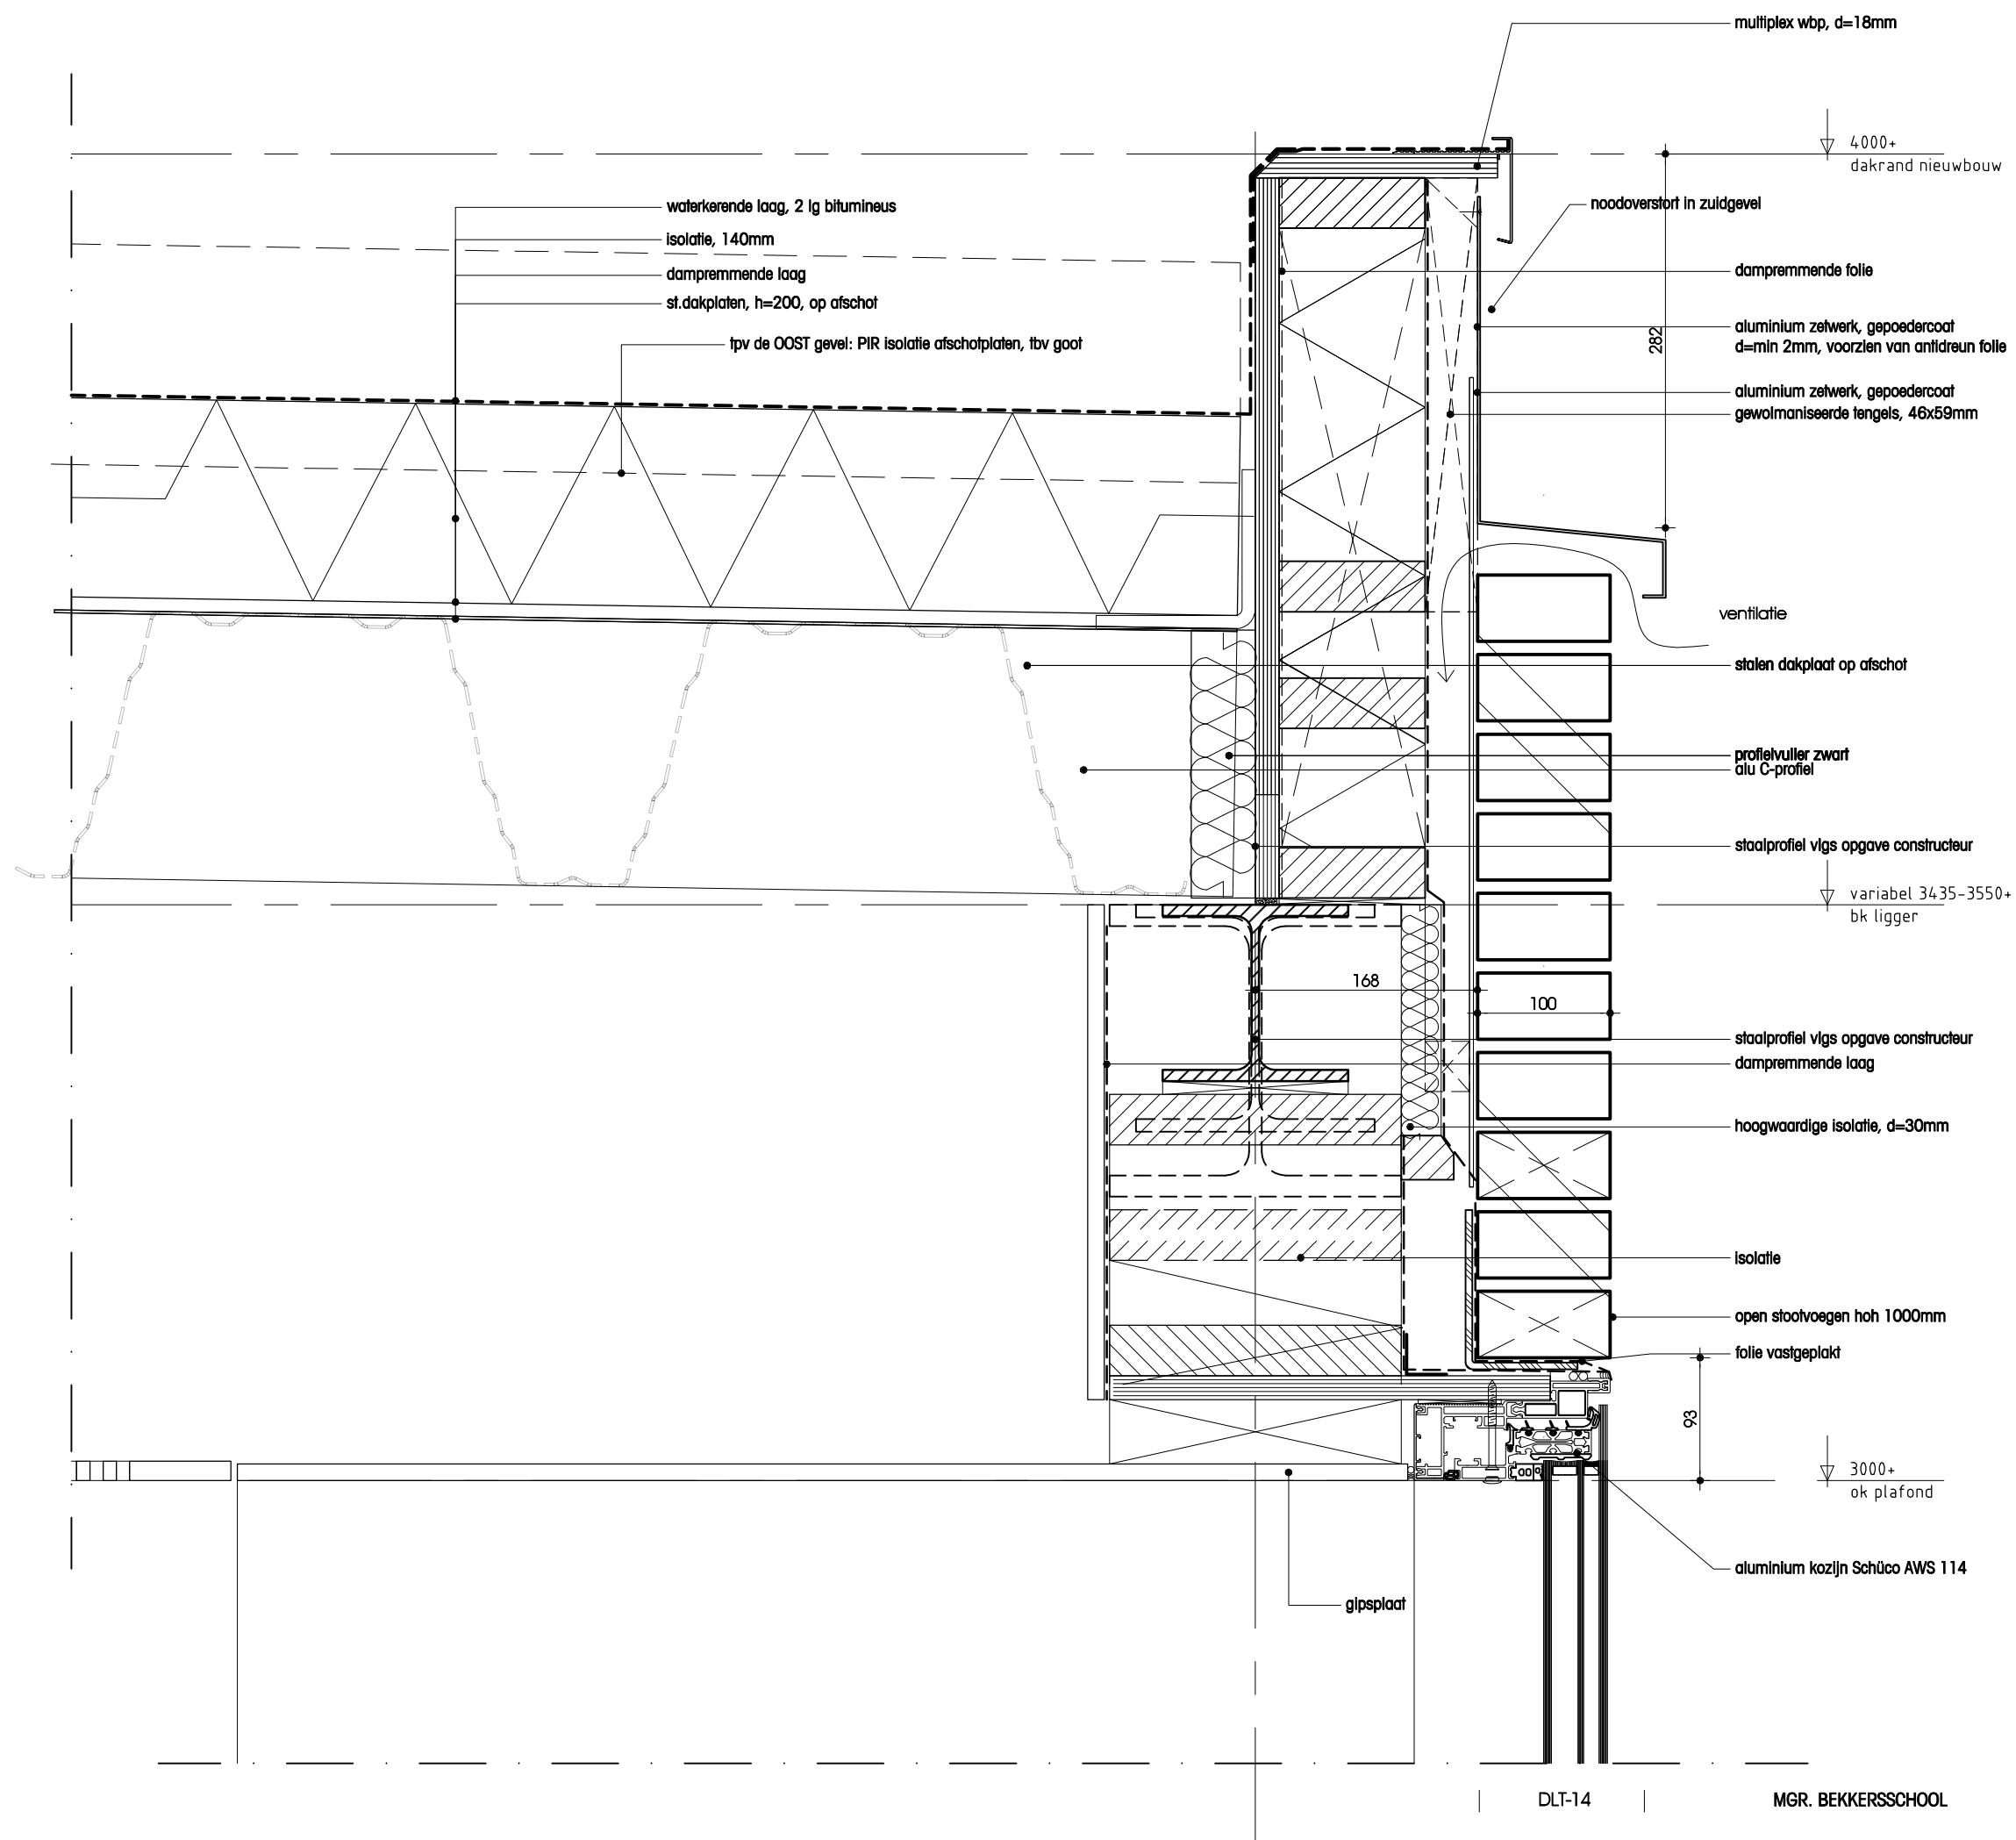 multiplex wbp, d=18mm
4000+
dakrand nieuwbouw
waterkerende laag, 2 lg bitumineus
noodoverstort in zuidgevel
isolatie, 140mm
dampremmende laag
dampremmende folie
st.dakplaten, h=200, op afschot
aluminium zetwerk, gepoedercoat
d=min 2mm, voorzien van antidreun folie
282
tpv de OOST gevel: PIR isolatie afschotplaten, tbv goot
aluminium zetwerk, gepoedercoat
gewolmaniseerde tengels, 46x59mm
ventilatie
stalen dakplaat op afschot
profielvuller zwart
alu C-profiel
staalprofiel vlgs opgave constructeur
variabel 3435-3550+
bk ligger
168
100
staalprofiel vlgs opgave constructeur
dampremmende laag
hoogwaardige isolatie, d=30mm
isolatie
open stootvoegen hoh 1000mm
folie vastgeplakt
93
3000+
ok plafond
aluminium kozijn Schüco AWS 114
gipsplaat
DLT-14
MGR. BEKKERSSCHOOL